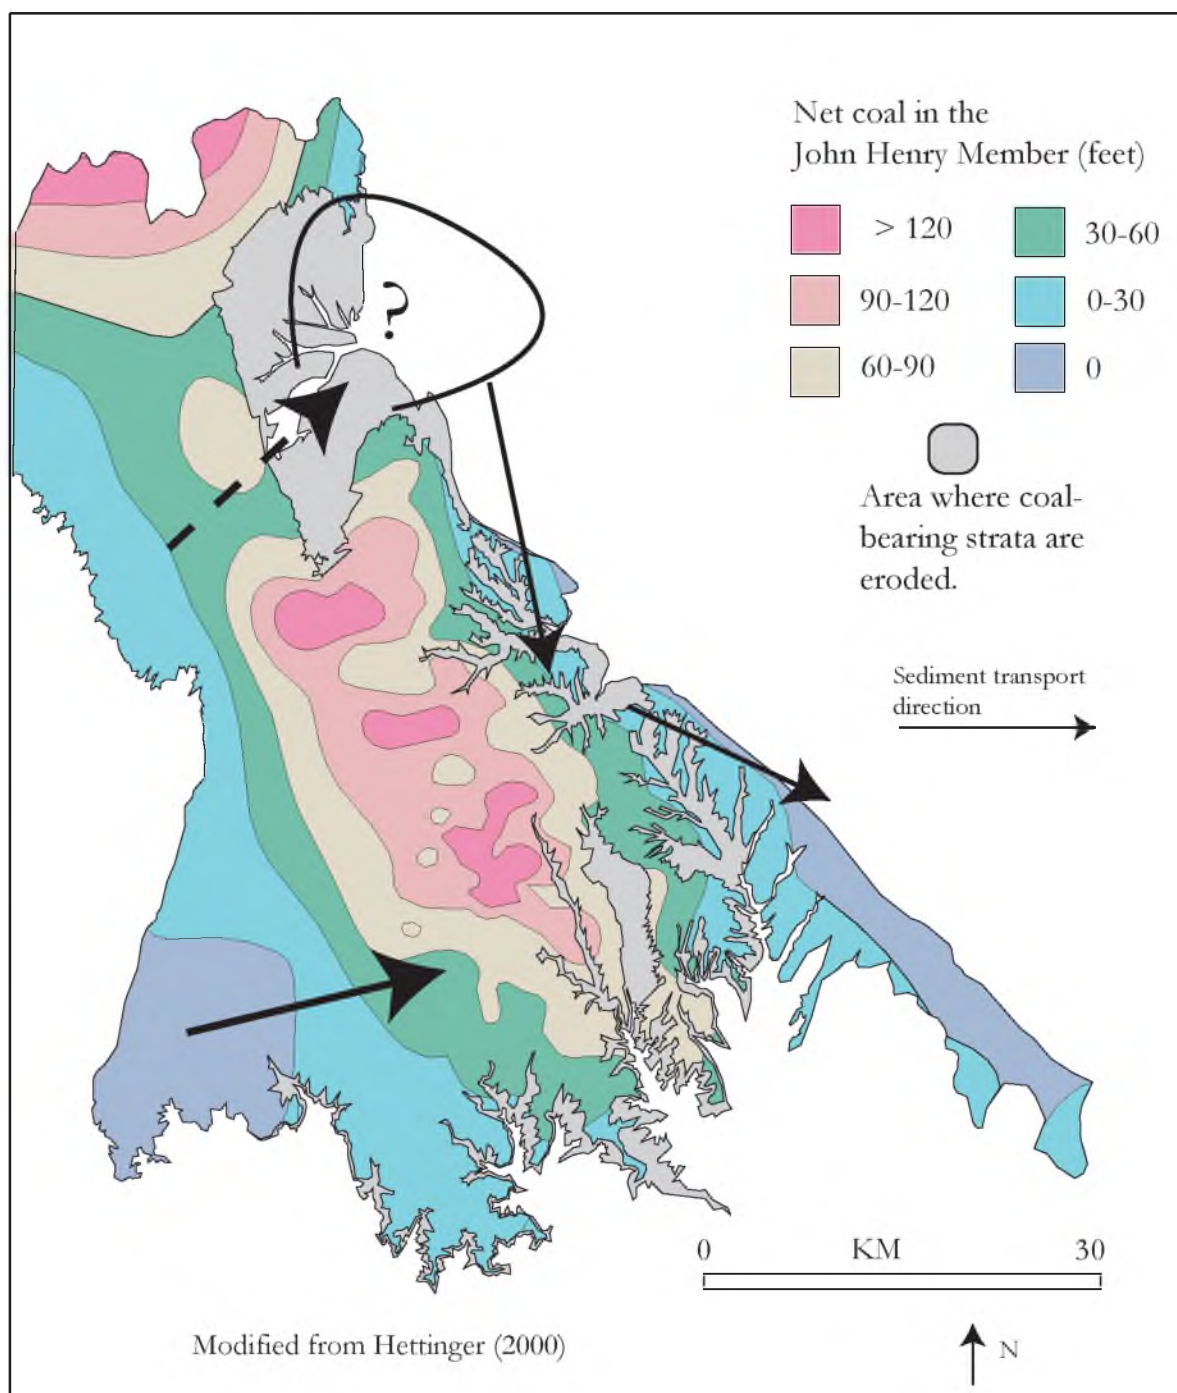 Net coal in the
John Henry Member (feet)
> 120
30-60
90-120
0-30
60-90
0
Area where coal-
bearing strata are
eroded.
?
Sediment transport
direction
0 KM 30
Modified from Hettinger (2000)
N